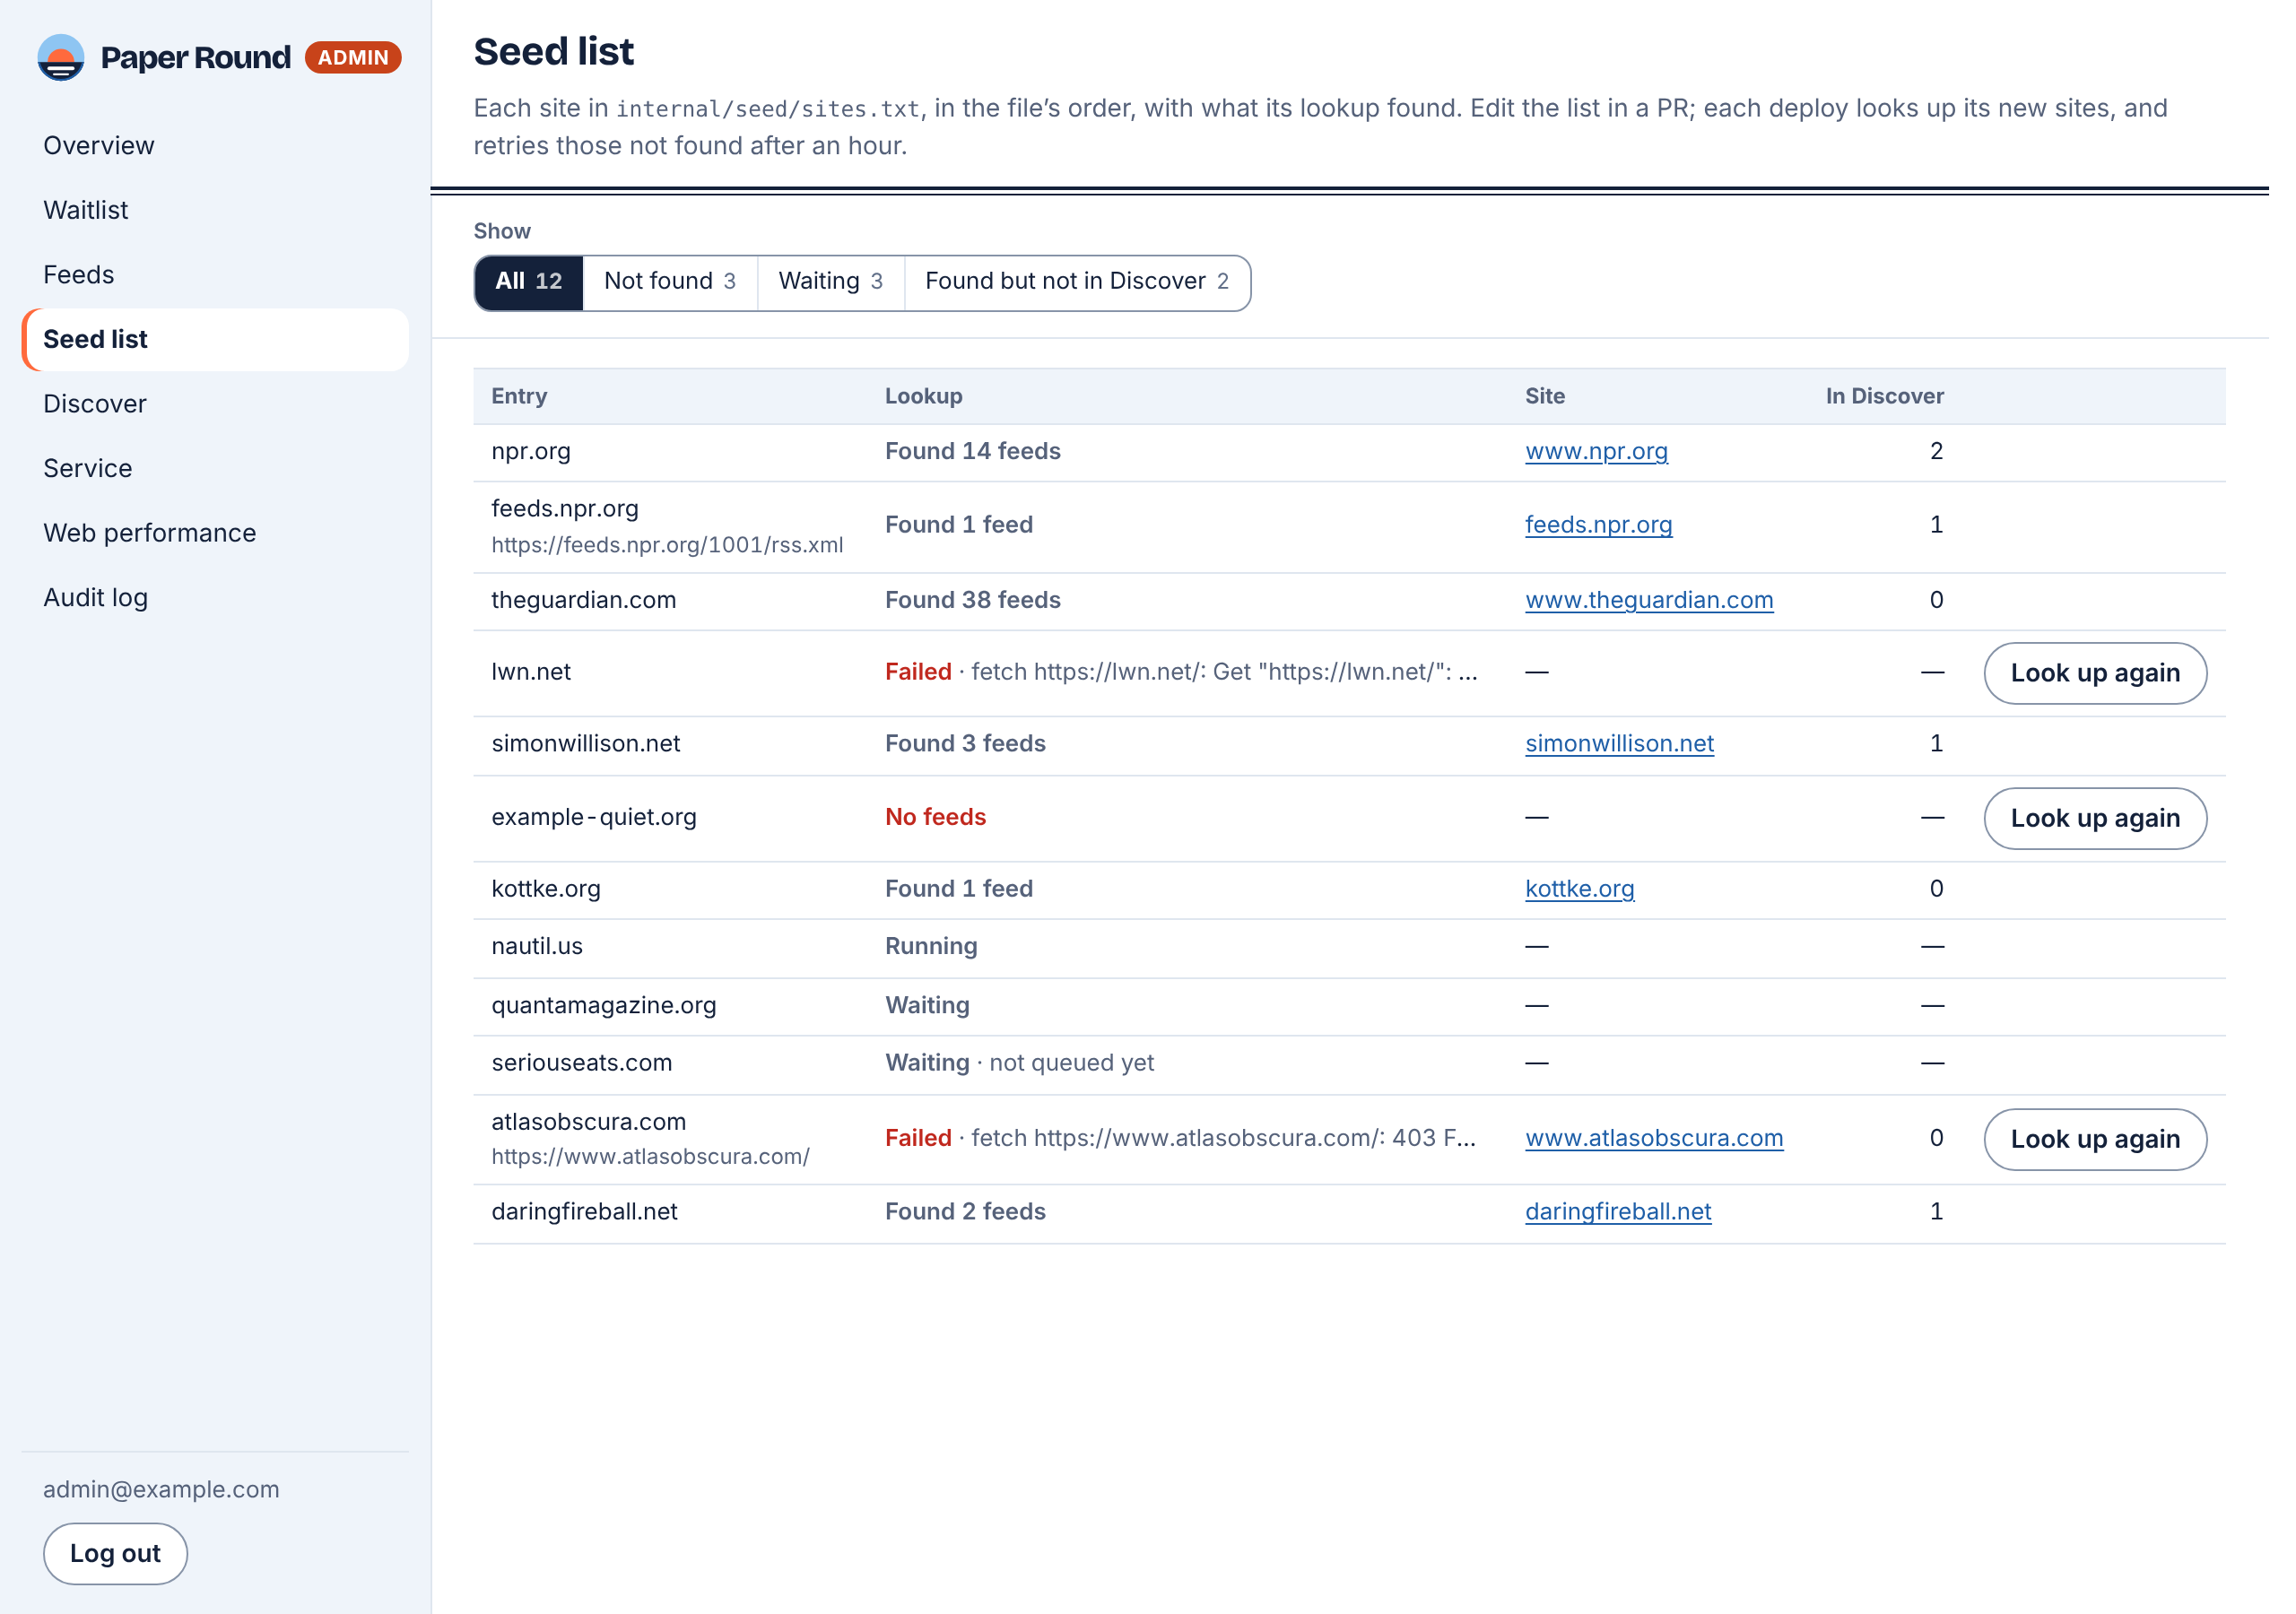 Paper Round ADMIN
Overview
Waitlist
Feeds
Seed list
Discover
Service
Web performance
Audit log
admin@example.com
Log out
Seed list
Each site in internal/seed/sites.txt, in the file’s order, with what its lookup found. Edit the list in a PR; each deploy looks up its new sites, and
retries those not found after an hour.
Show
All 12 Not found 3 Waiting 3 Found but not in Discover 2
Entry Lookup Site In Discover
npr.org Found 14 feeds www.npr.org 2
feeds.npr.org
https://feeds.npr.org/1001/rss.xml Found 1 feed feeds.npr.org 1
theguardian.com Found 38 feeds www.theguardian.com 0
lwn.net Failed · fetch https://lwn.net/: Get "https://lwn.net/": ... — — Look up again
simonwillison.net Found 3 feeds simonwillison.net 1
example-quiet.org No feeds — — Look up again
kottke.org Found 1 feed kottke.org 0
nautil.us Running — —
quantamagazine.org Waiting — —
seriouseats.com Waiting · not queued yet — —
atlasobscura.com
https://www.atlasobscura.com/ Failed · fetch https://www.atlasobscura.com/: 403 F... www.atlasobscura.com 0 Look up again
daringfireball.net Found 2 feeds daringfireball.net 1